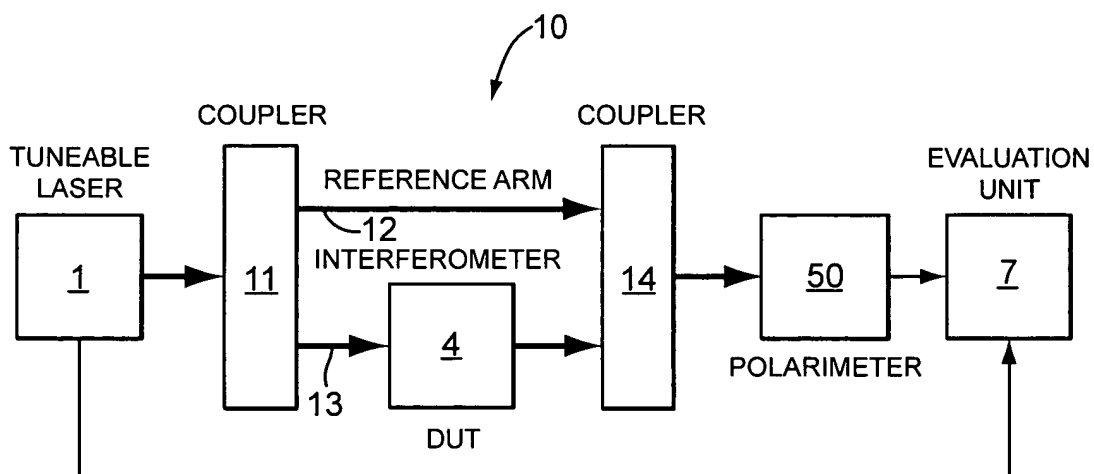 10
COUPLER
COUPLER
TUNEABLE
LASER
EVALUATION
UNIT
REFERENCE ARM
12
INTERFEROMETER
1
11
14
50
7
4
13
POLARIMETER
DUT